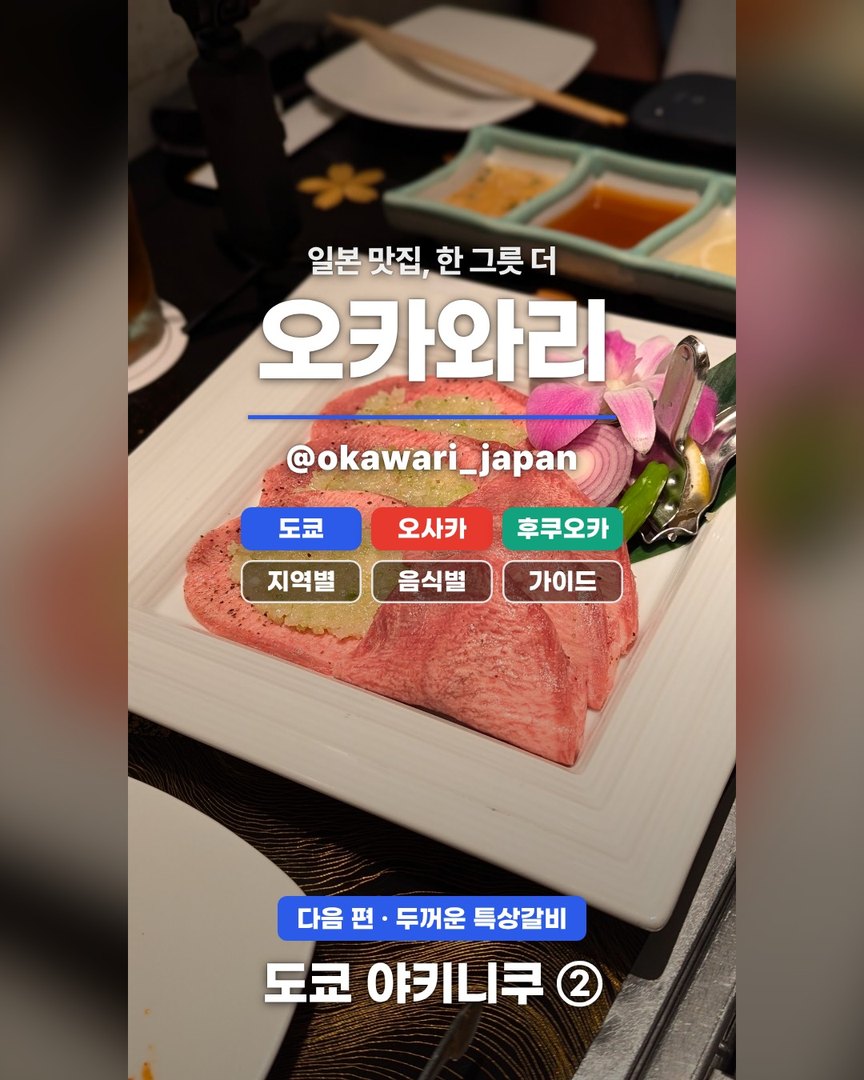 일본 맛집, 한 그릇 더
오카와리
@okawari_japan
도쿄 오사카 후쿠오카
지역별 음식별 가이드
다음 편 · 두꺼운 특상갈비
도쿄 야키니쿠 ②